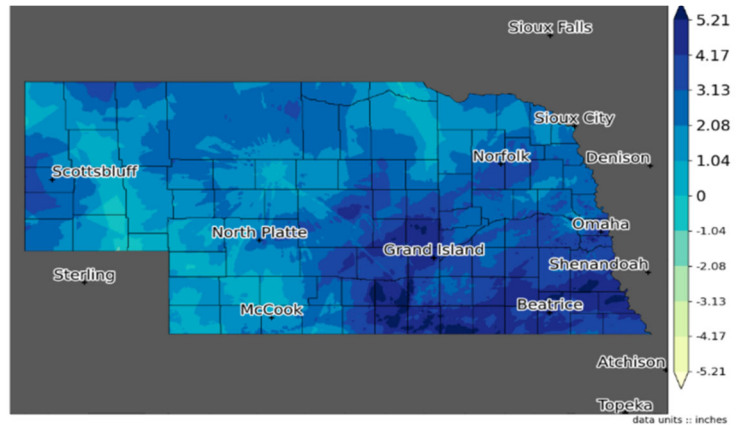 Sioux Falls
Sioux City
Norfolk
Denison
Scottsbluff
Omaha
North Platte
Grand Island
Shenandoah
Sterling
Beatrice
McCook
Atchison
Topeka
5.21
4.17
3.13
2.08
1.04
0
-1.04
-2.08
-3.13
-4.17
-5.21
data units :: inches